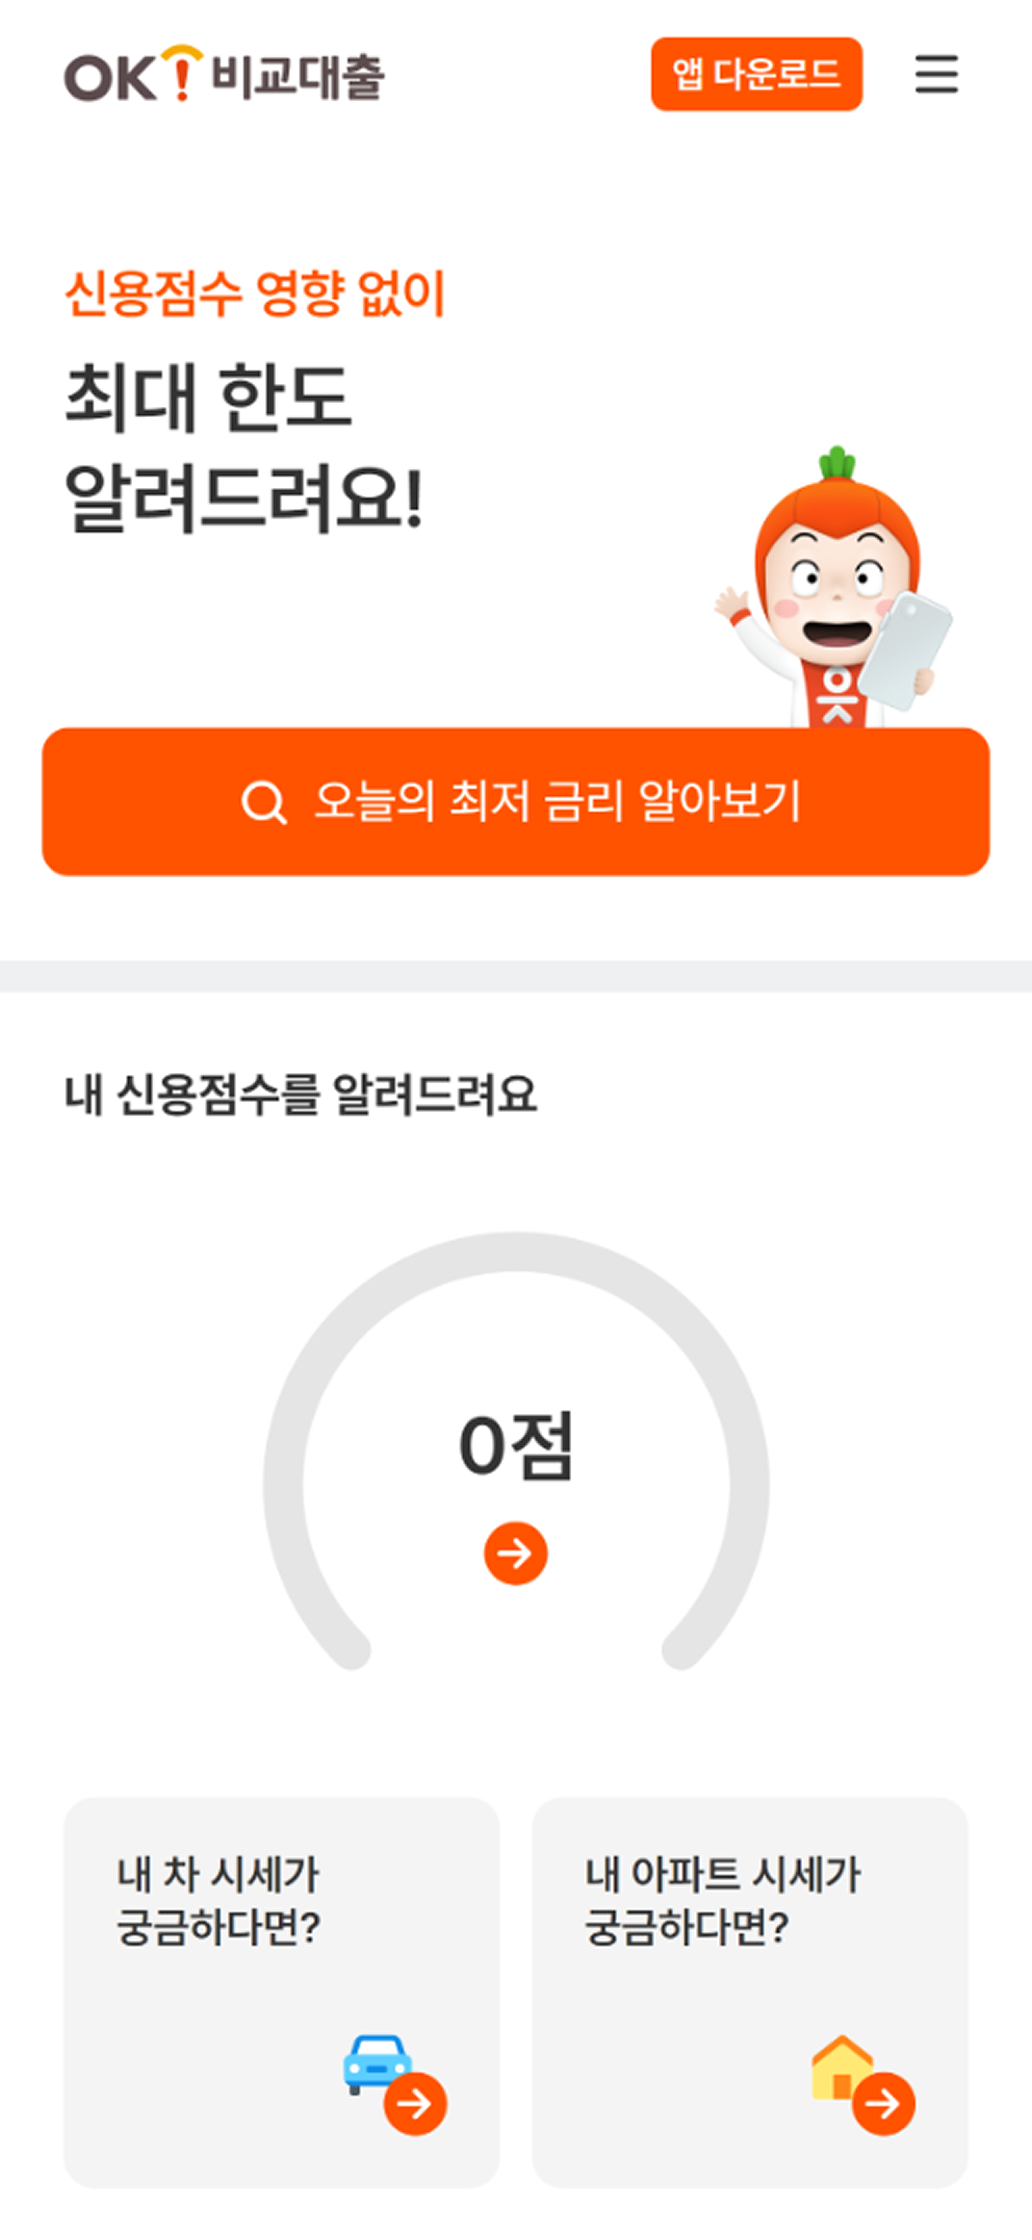 OK! 비교대출
앱 다운로드
신용점수 영향 없이
최대 한도
알려드려요!
읏
오늘의 최저 금리 알아보기
내 신용점수를 알려드려요
0점
내 차 시세가
궁금하다면?
내 아파트 시세가
궁금하다면?